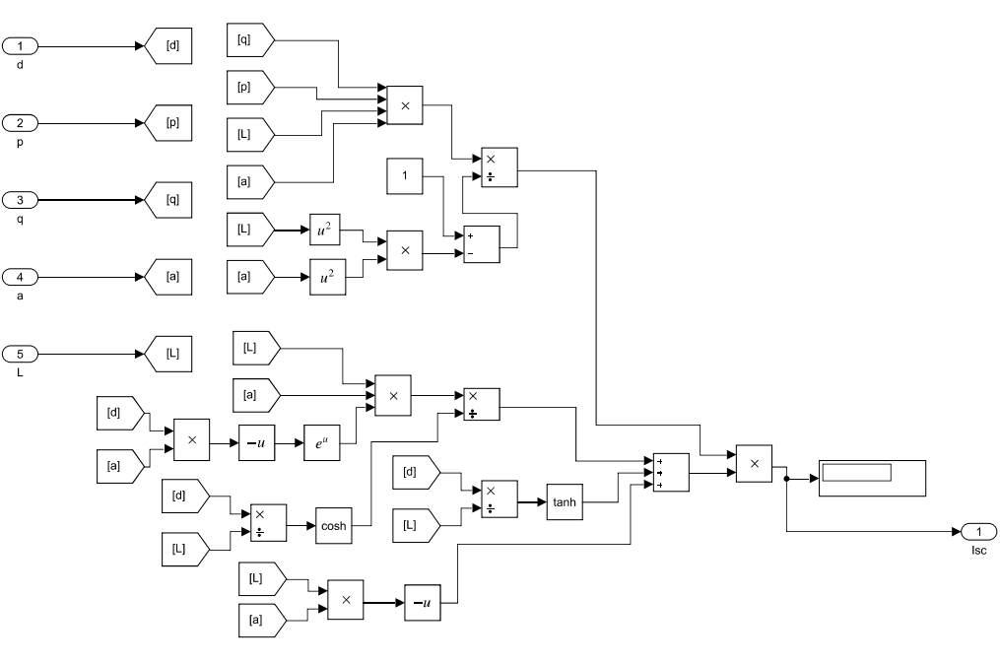 1
d
[d]
2
p
[p]
3
q
[q]
4
a
[a]
5
L
[L]
[q]
[p]
[L]
[a]
×
1
×
÷
[L]
u²
[a]
u²
×
+
−
[L]
[a]
×
×
÷
[d]
[a]
×
−u
eᵘ
[d]
[L]
×
÷
cosh
[d]
[L]
×
÷
tanh
[L]
[a]
×
−u
+
+
+
×
1
Isc